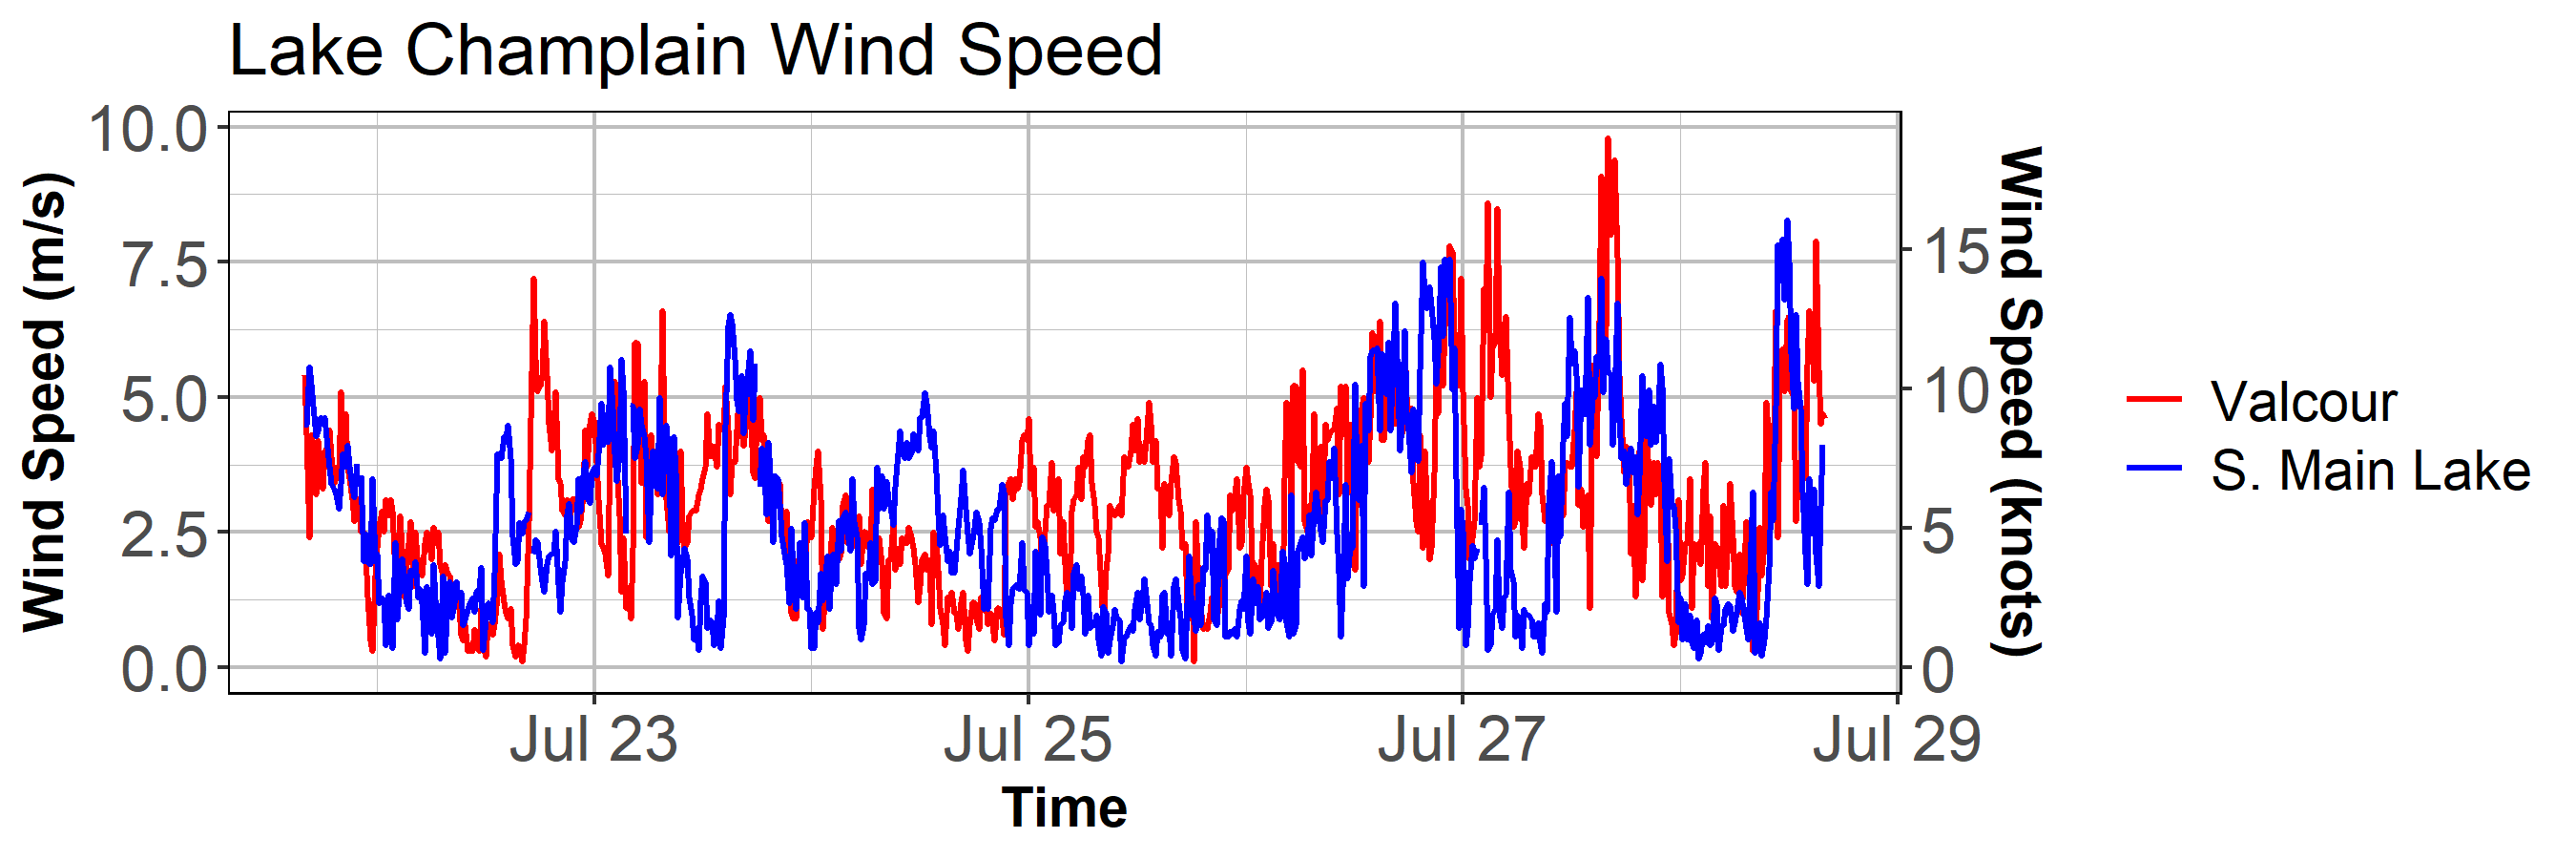 Lake Champlain Wind Speed
Wind Speed (m/s)
10.0
7.5
5.0
2.5
0.0
Wind Speed (knots)
15
10
5
0
Jul 23
Jul 25
Jul 27
Jul 29
Time
Valcour
S. Main Lake